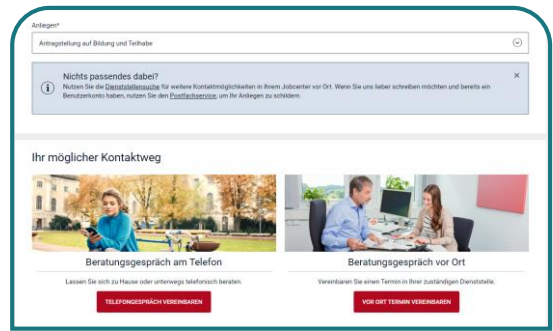 Anliegen*
Antragstellung auf Bildung und Teilhabe
Nichts passendes dabei?
Nutzen Sie die Dienststellensuche für weitere Kontaktmöglichkeiten in Ihrem Jobcenter vor Ort. Wenn Sie uns lieber schreiben möchten und bereits ein
Benutzerkonto haben, nutzen Sie den Postfachservice, um Ihr Anliegen zu schildern.
Ihr möglicher Kontaktweg
Beratungsgespräch am Telefon
Lassen Sie sich zu Hause oder unterwegs telefonisch beraten.
TELEFONGESPRÄCH VEREINBAREN
Beratungsgespräch vor Ort
Vereinbaren Sie einen Termin in Ihrer zuständigen Dienststelle.
VOR ORT TERMIN VEREINBAREN